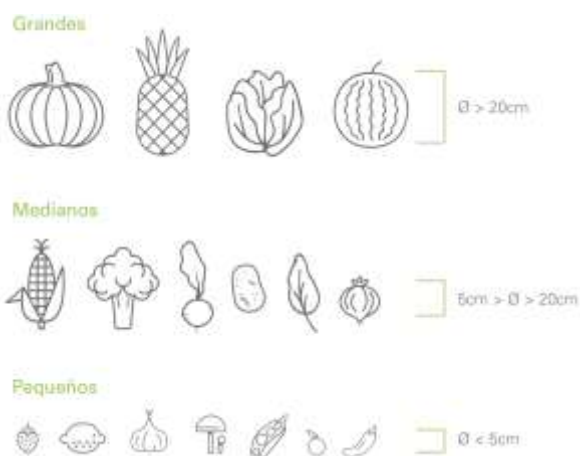 Grandes
Ø > 20cm
Medianos
5cm > Ø > 20cm
Pequeños
Ø < 5cm